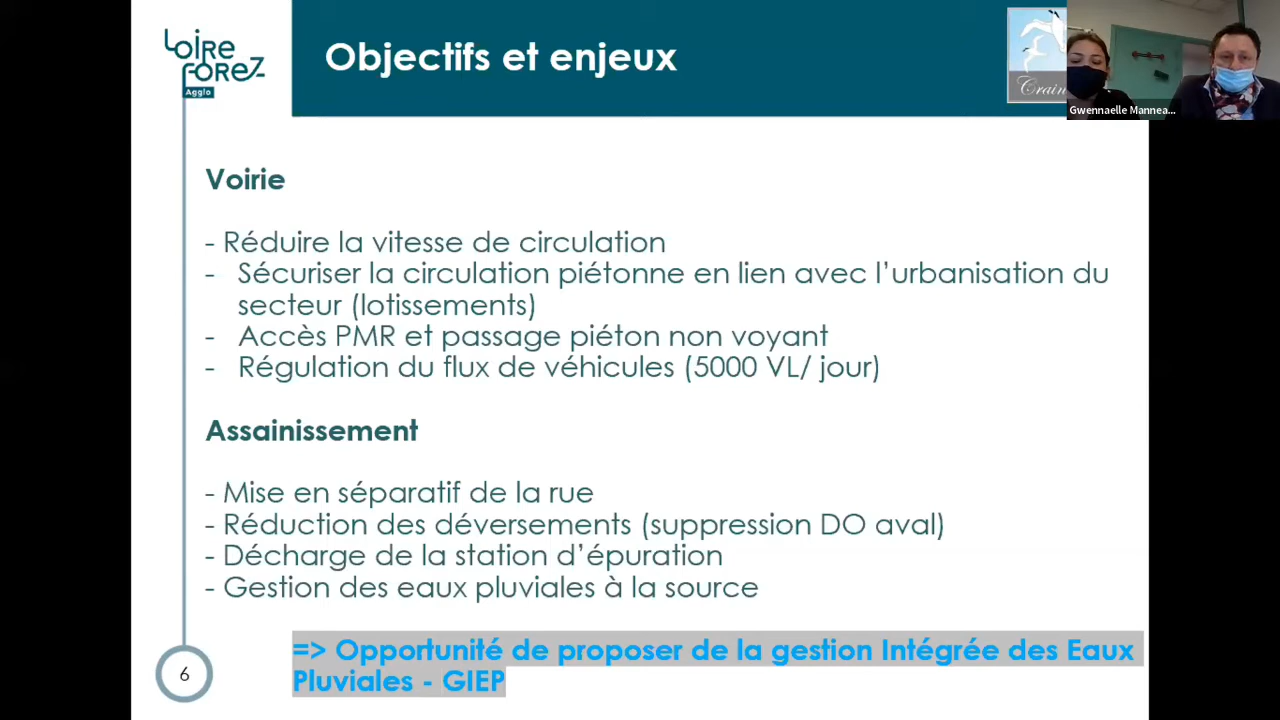 Loire
Forez
Agglo
Objectifs et enjeux
Gwennaelle Mannea...
Voirie
- Réduire la vitesse de circulation
- Sécuriser la circulation piétonne en lien avec l’urbanisation du
secteur (lotissements)
- Accès PMR et passage piéton non voyant
- Régulation du flux de véhicules (5000 VL/ jour)
Assainissement
- Mise en séparatif de la rue
- Réduction des déversements (suppression DO aval)
- Décharge de la station d’épuration
- Gestion des eaux pluviales à la source
=> Opportunité de proposer de la gestion Intégrée des Eaux
Pluviales - GIEP
6